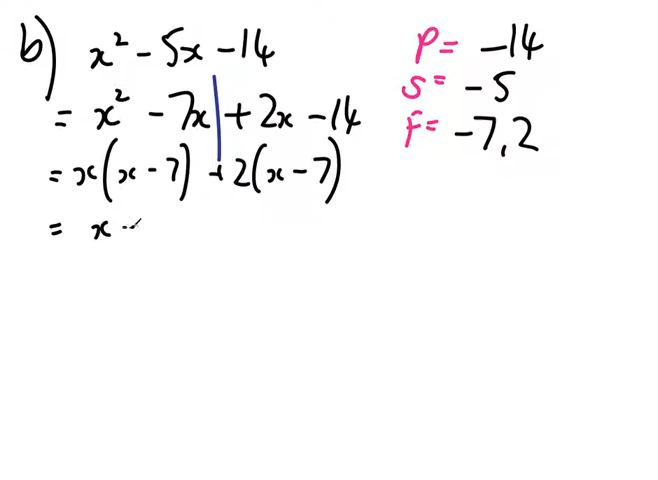 b) x² - 5x - 14
= x² - 7x + 2x - 14
= x(x - 7) + 2(x - 7)
= x -
P = -14
S = -5
F = -7, 2